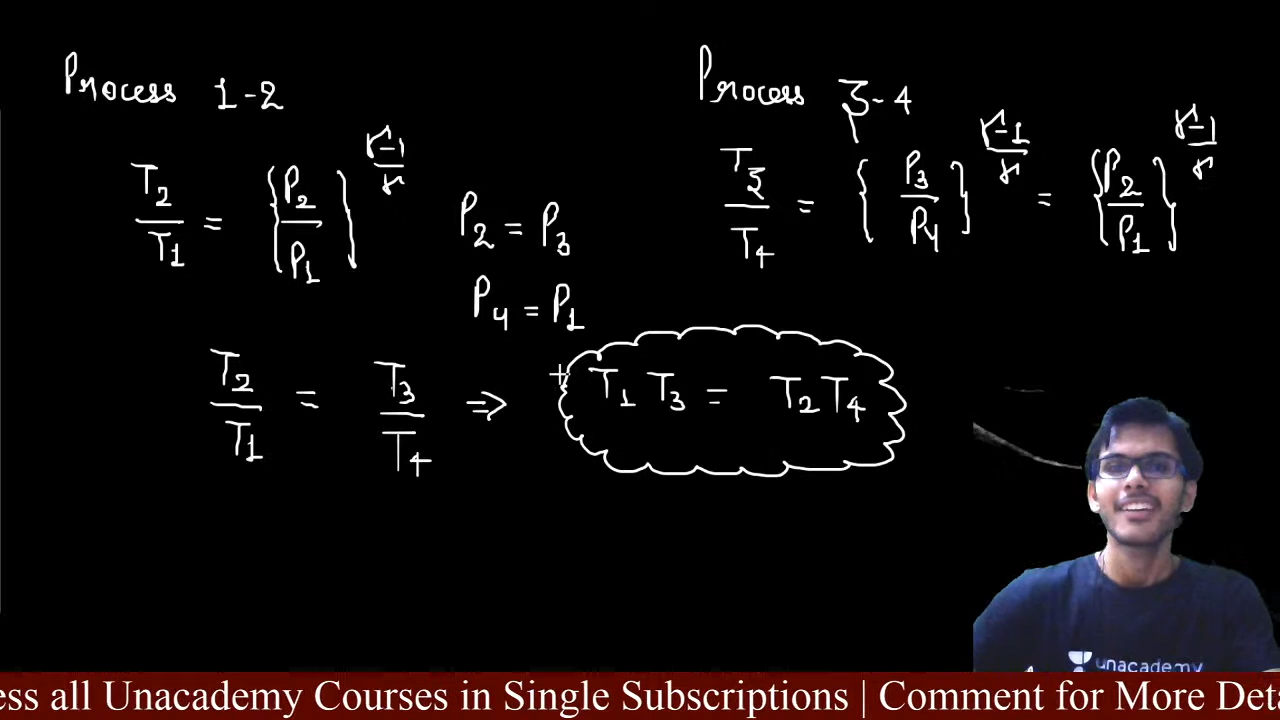 Process 1-2
Process 3-4
T2/T1 = {P2/P1}^(γ-1)/γ
T3/T4 = {P3/P4}^(γ-1)/γ = {P2/P1}^(γ-1)/γ
P2 = P3
P4 = P1
T2/T1 = T3/T4 ⇒ T1 T3 = T2 T4
unacademy
ess all Unacademy Courses in Single Subscriptions | Comment for More Deta